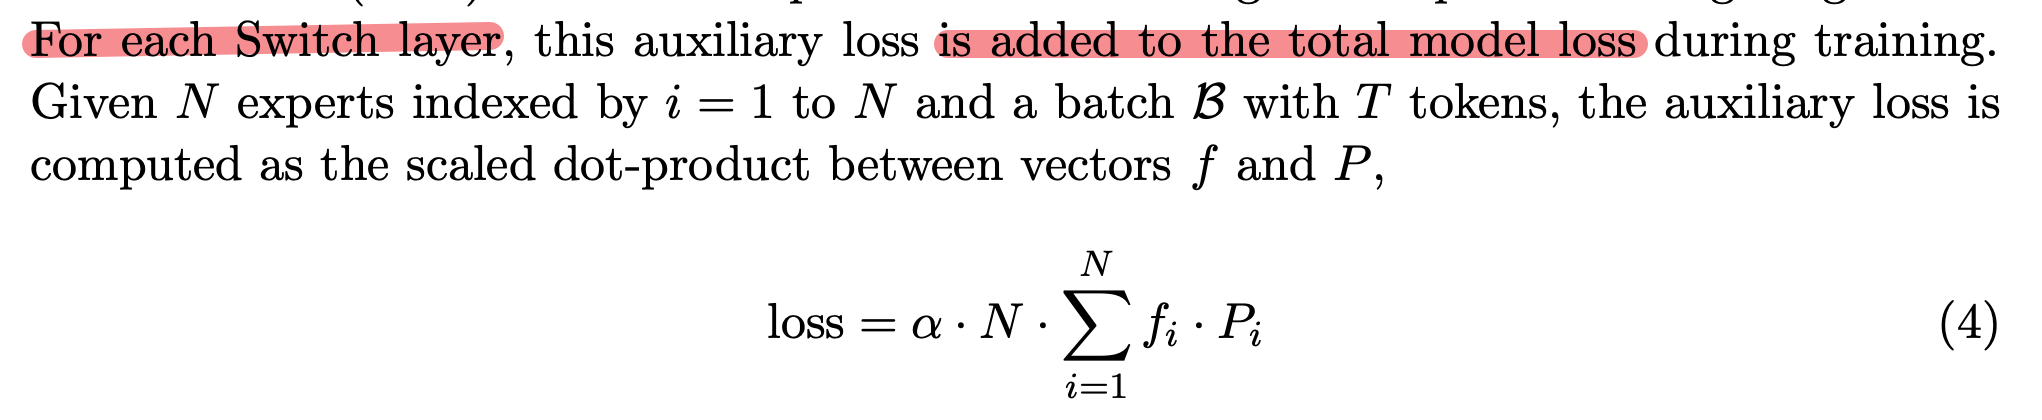 For each Switch layer, this auxiliary loss is added to the total model loss during training.
Given N experts indexed by i = 1 to N and a batch ℬ with T tokens, the auxiliary loss is
computed as the scaled dot-product between vectors f and P,
loss = α · N · ∑_{i=1}^{N} f_i · P_i (4)